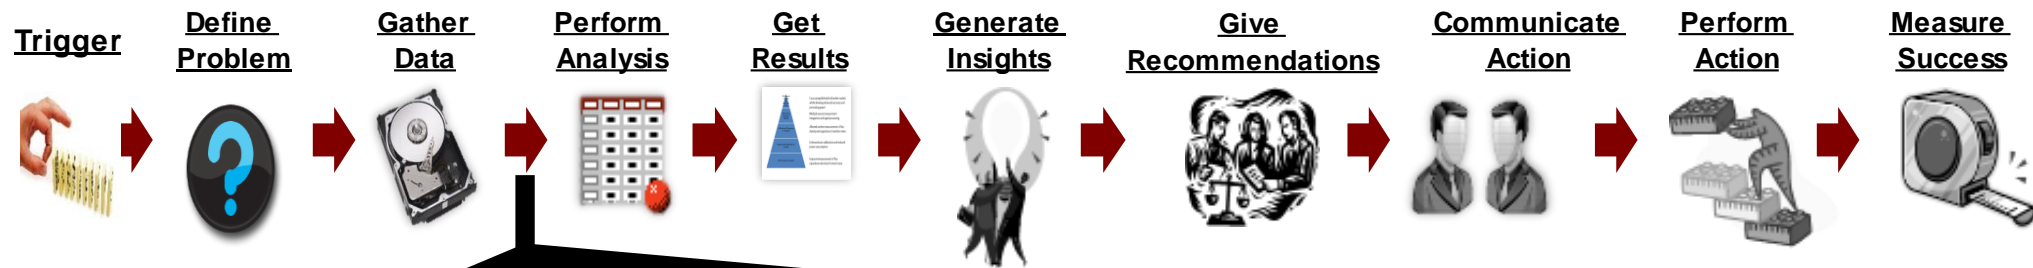 Trigger
Define
Problem
Gather
Data
Perform
Analysis
Get
Results
Generate
Insights
Give
Recommendations
Communicate
Action
Perform
Action
Measure
Success